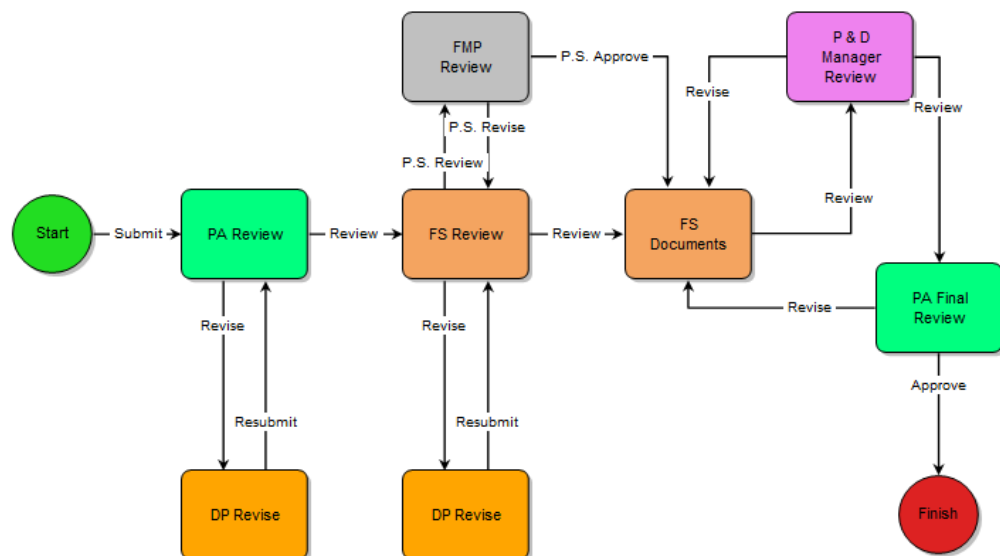 FMP
Review
P.S. Approve
P & D
Manager
Review
Revise
Review
P.S. Revise
P.S. Review
Start
Submit
PA Review
Review
FS Review
Review
FS
Documents
Review
Revise
Revise
Revise
PA Final
Review
Approve
Resubmit
Resubmit
DP Revise
DP Revise
Finish